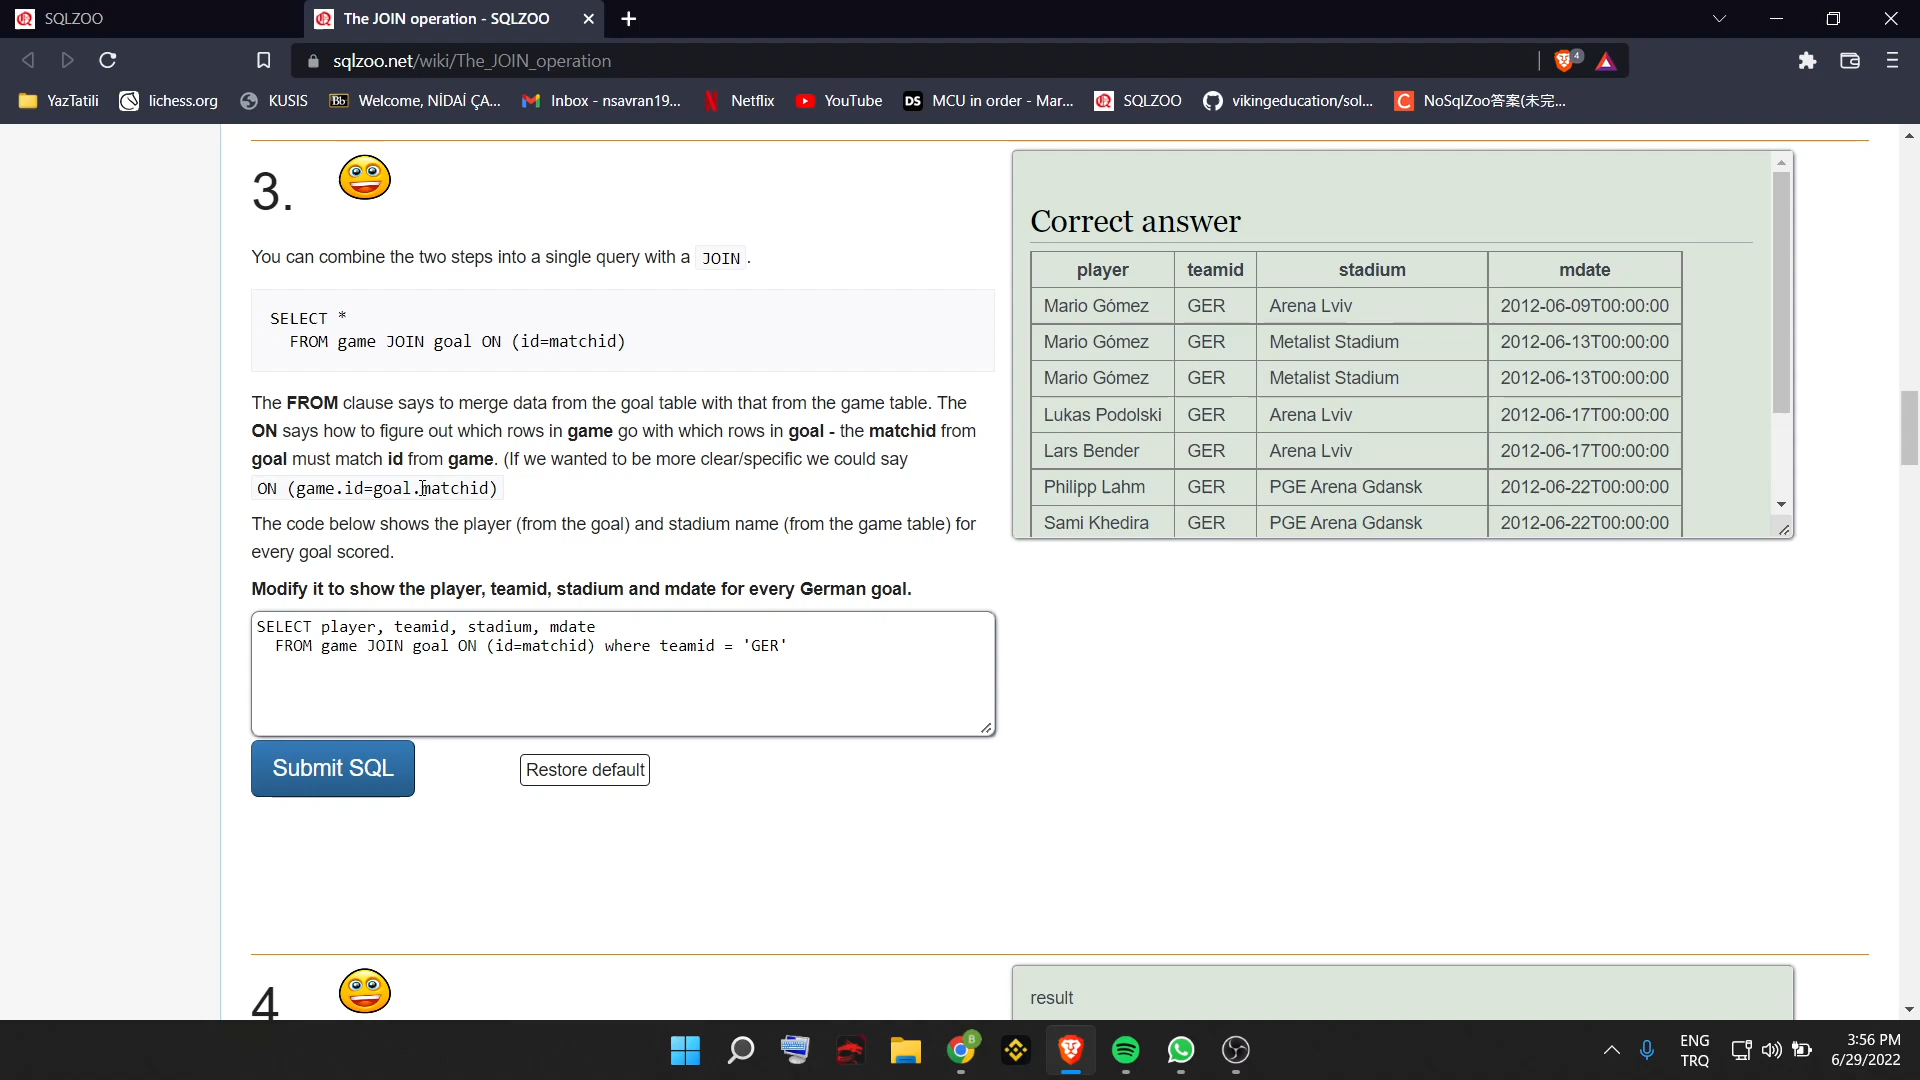 SQLZOO
The JOIN operation - SQLZOO
sqlzoo.net/wiki/The_JOIN_operation
4
YazTatili
lichess.org
KUSIS
Bb Welcome, NİDAİ ÇA...
Inbox - nsavran19...
Netflix
YouTube
DS MCU in order - Mar...
SQLZOO
vikingeducation/sol...
C NoSqlZoo答案(未完...
3.
You can combine the two steps into a single query with a JOIN.
SELECT *
FROM game JOIN goal ON (id=matchid)
The FROM clause says to merge data from the goal table with that from the game table. The
ON says how to figure out which rows in game go with which rows in goal - the matchid from
goal must match id from game. (If we wanted to be more clear/specific we could say
ON (game.id=goal.matchid)
The code below shows the player (from the goal) and stadium name (from the game table) for
every goal scored.
Modify it to show the player, teamid, stadium and mdate for every German goal.
SELECT player, teamid, stadium, mdate
FROM game JOIN goal ON (id=matchid) where teamid = 'GER'
Submit SQL
Restore default
Correct answer
player teamid stadium mdate
Mario Gómez GER Arena Lviv 2012-06-09T00:00:00
Mario Gómez GER Metalist Stadium 2012-06-13T00:00:00
Mario Gómez GER Metalist Stadium 2012-06-13T00:00:00
Lukas Podolski GER Arena Lviv 2012-06-17T00:00:00
Lars Bender GER Arena Lviv 2012-06-17T00:00:00
Philipp Lahm GER PGE Arena Gdansk 2012-06-22T00:00:00
Sami Khedira GER PGE Arena Gdansk 2012-06-22T00:00:00
4
result
B
ENG
TRQ
3:56 PM
6/29/2022